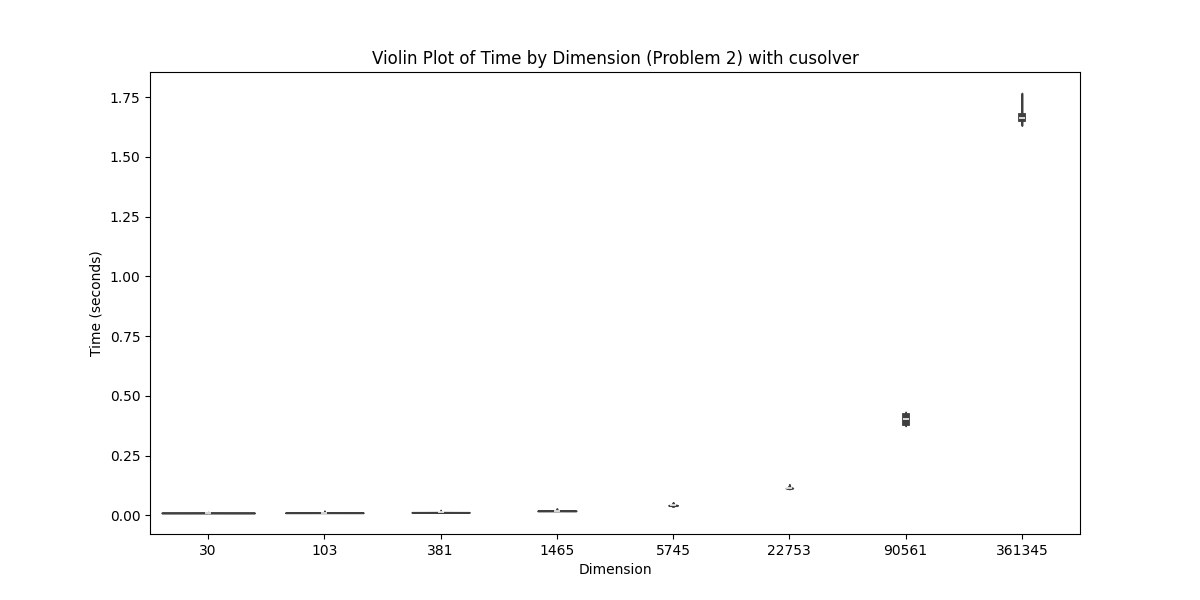 Violin Plot of Time by Dimension (Problem 2) with cusolver
1.75
1.50
1.25
1.00
0.75
0.50
0.25
0.00
Time (seconds)
30 103 381 1465 5745 22753 90561 361345
Dimension